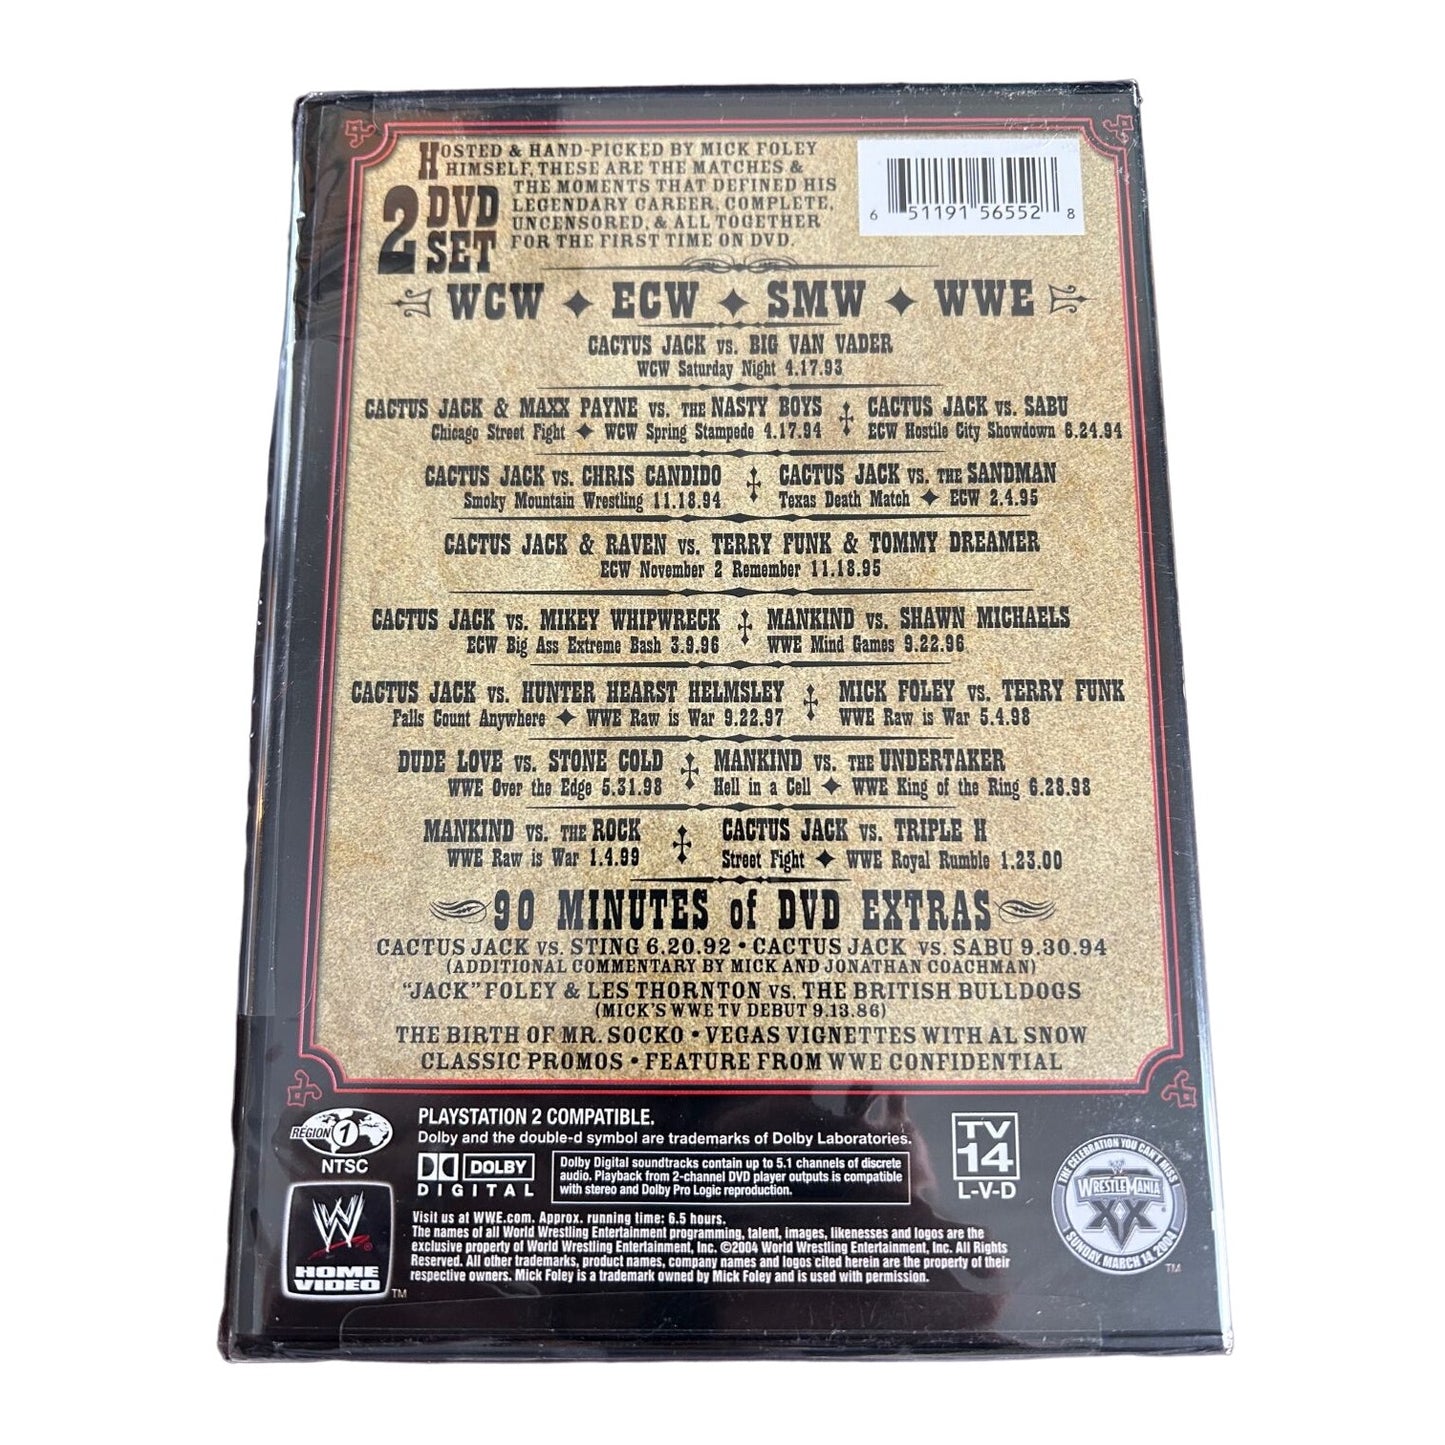 HOSTED & HAND-PICKED BY MICK FOLEY
HIMSELF, THESE ARE THE MATCHES &
THE MOMENTS THAT DEFINED HIS
LEGENDARY CAREER, COMPLETE,
UNCENSORED, & ALL TOGETHER
FOR THE FIRST TIME ON DVD.
2 DVD SET
6 51191 56552 8
WCW ECW SMW WWE
CACTUS JACK VS. BIG VAN VADER
WCW Saturday Night 4.17.93
CACTUS JACK & MAXX PAYNE VS. THE NASTY BOYS
Chicago Street Fight WCW Spring Stampede 4.17.94
CACTUS JACK VS. SABU
ECW Hostile City Showdown 6.24.94
CACTUS JACK VS. CHRIS CANDIDO
Smoky Mountain Wrestling 11.18.94
CACTUS JACK VS. THE SANDMAN
Texas Death Match ECW 2.4.95
CACTUS JACK & RAVEN VS. TERRY FUNK & TOMMY DREAMER
ECW November 2 Remember 11.18.95
CACTUS JACK VS. MIKEY WHIPWRECK
ECW Big Ass Extreme Bash 3.9.96
MANKIND VS. SHAWN MICHAELS
WWE Mind Games 9.22.96
CACTUS JACK VS. HUNTER HEARST HELMSLEY
Falls Count Anywhere WWE Raw is War 9.22.97
MICK FOLEY VS. TERRY FUNK
WWE Raw is War 5.4.98
DUDE LOVE VS. STONE COLD
WWE Over the Edge 5.31.98
MANKIND VS. THE UNDERTAKER
Hell in a Cell WWE King of the Ring 6.28.98
MANKIND VS. THE ROCK
WWE Raw is War 1.4.99
CACTUS JACK VS. TRIPLE H
Street Fight WWE Royal Rumble 1.23.00
90 MINUTES of DVD EXTRAS
CACTUS JACK VS. STING 6.20.92 • CACTUS JACK VS. SABU 9.30.94
(ADDITIONAL COMMENTARY BY MICK AND JONATHAN COACHMAN)
"JACK" FOLEY & LES THORNTON VS. THE BRITISH BULLDOGS
(MICK'S WWE TV DEBUT 9.13.86)
THE BIRTH OF MR. SOCKO • VEGAS VIGNETTES WITH AL SNOW
CLASSIC PROMOS • FEATURE FROM WWE CONFIDENTIAL
REGION 1
NTSC
PLAYSTATION 2 COMPATIBLE.
Dolby and the double-d symbol are trademarks of Dolby Laboratories.
DOLBY
DIGITAL
Dolby Digital soundtracks contain up to 5.1 channels of discrete
audio. Playback from 2-channel DVD player outputs is compatible
with stereo and Dolby Pro Logic reproduction.
TV
14
L-V-D
THE CELEBRATION YOU CAN'T MISS
WRESTLEMANIA
XX
SUNDAY, MARCH 14, 2004
TM
W
HOME
VIDEO
TM
Visit us at WWE.com. Approx. running time: 6.5 hours.
The names of all World Wrestling Entertainment programming, talent, images, likenesses and logos are the
exclusive property of World Wrestling Entertainment, Inc. ©2004 World Wrestling Entertainment, Inc. All Rights
Reserved. All other trademarks, product names, company names and logos cited herein are the property of their
respective owners. Mick Foley is a trademark owned by Mick Foley and is used with permission.